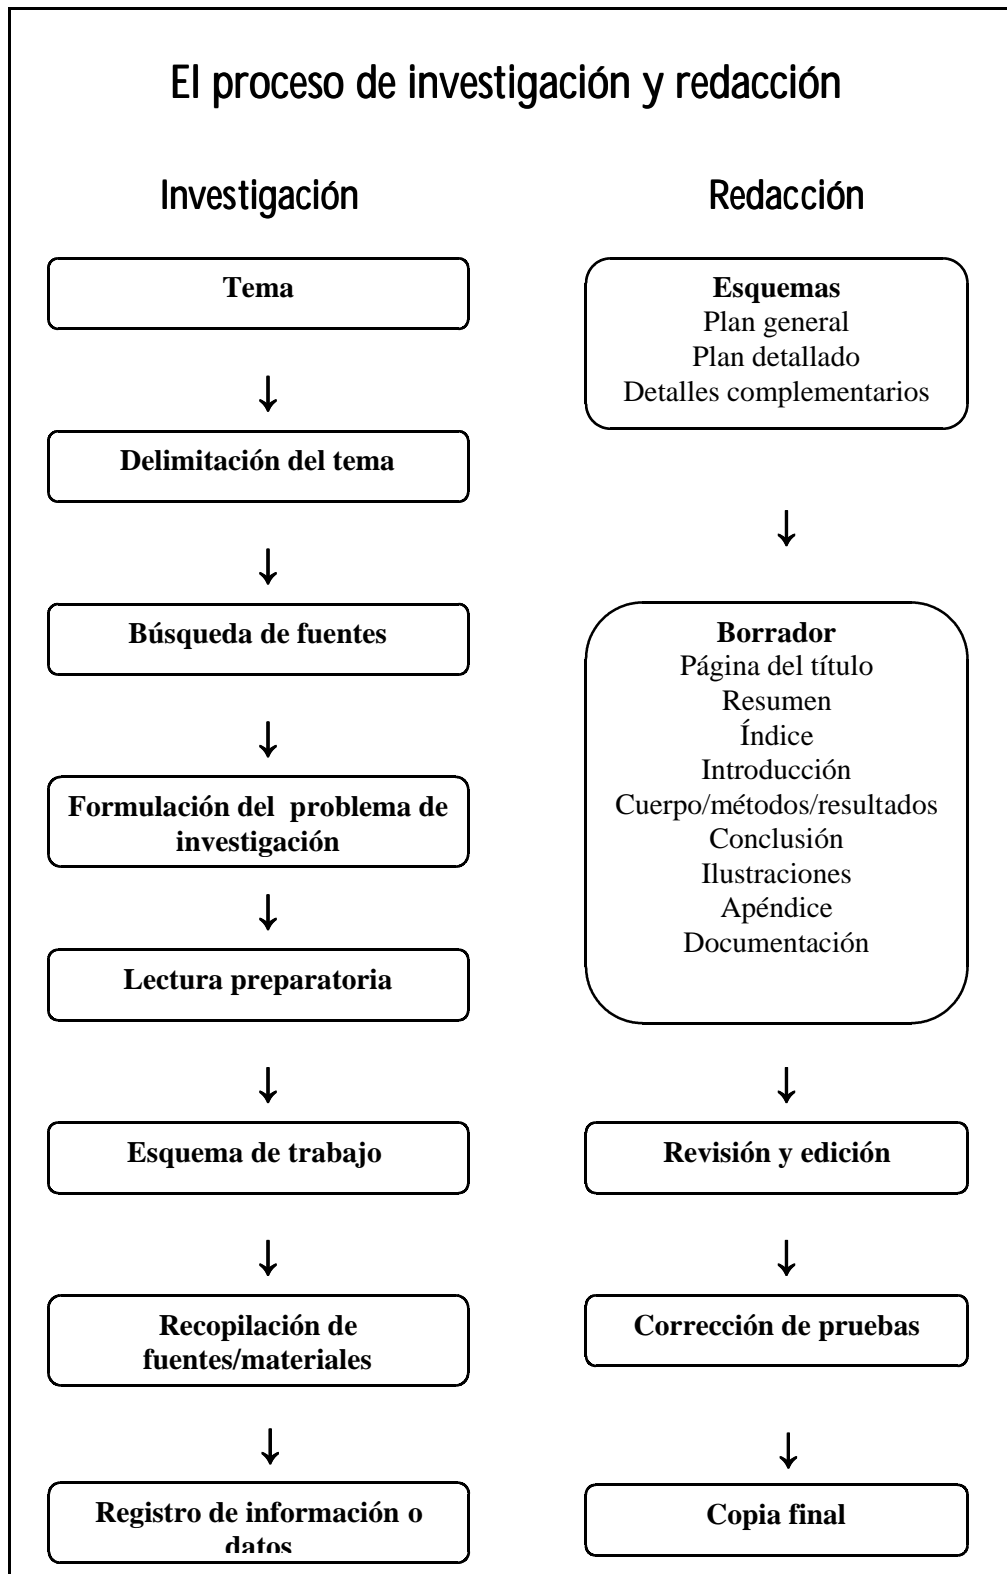 El proceso de investigación y redacción
Investigación
Tema
Delimitación del tema
Búsqueda de fuentes
Formulación del problema de
investigación
Lectura preparatoria
Esquema de trabajo
Recopilación de
fuentes/materiales
Registro de información o
datos
Redacción
Esquemas
Plan general
Plan detallado
Detalles complementarios
Borrador
Página del título
Resumen
Índice
Introducción
Cuerpo/métodos/resultados
Conclusión
Ilustraciones
Apéndice
Documentación
Revisión y edición
Corrección de pruebas
Copia final